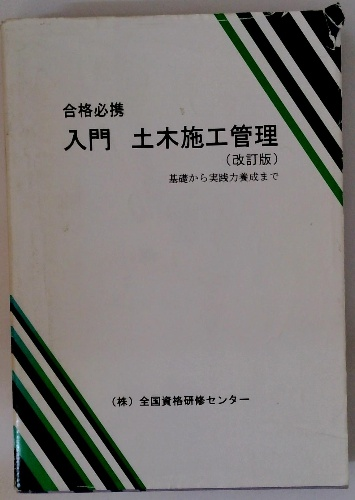 合格必携
入門 土木施工管理
(改訂版)
基礎から実践力養成まで
(株) 全国資格研修センター